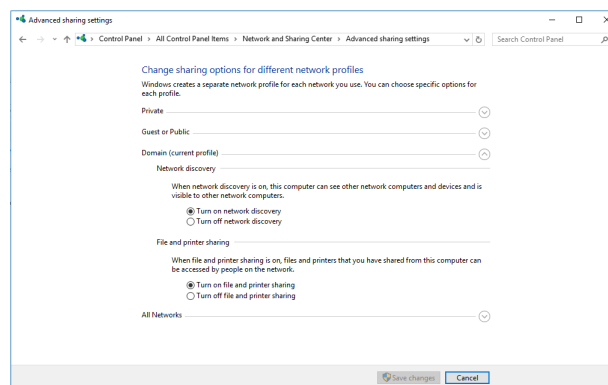 Advanced sharing settings
Control Panel > All Control Panel Items > Network and Sharing Center > Advanced sharing settings
Search Control Panel
Change sharing options for different network profiles
Windows creates a separate network profile for each network you use. You can choose specific options for
each profile.
Private
Guest or Public
Domain (current profile)
Network discovery
When network discovery is on, this computer can see other network computers and devices and is
visible to other network computers.
Turn on network discovery
Turn off network discovery
File and printer sharing
When file and printer sharing is on, files and printers that you have shared from this computer can
be accessed by people on the network.
Turn on file and printer sharing
Turn off file and printer sharing
All Networks
Save changes
Cancel